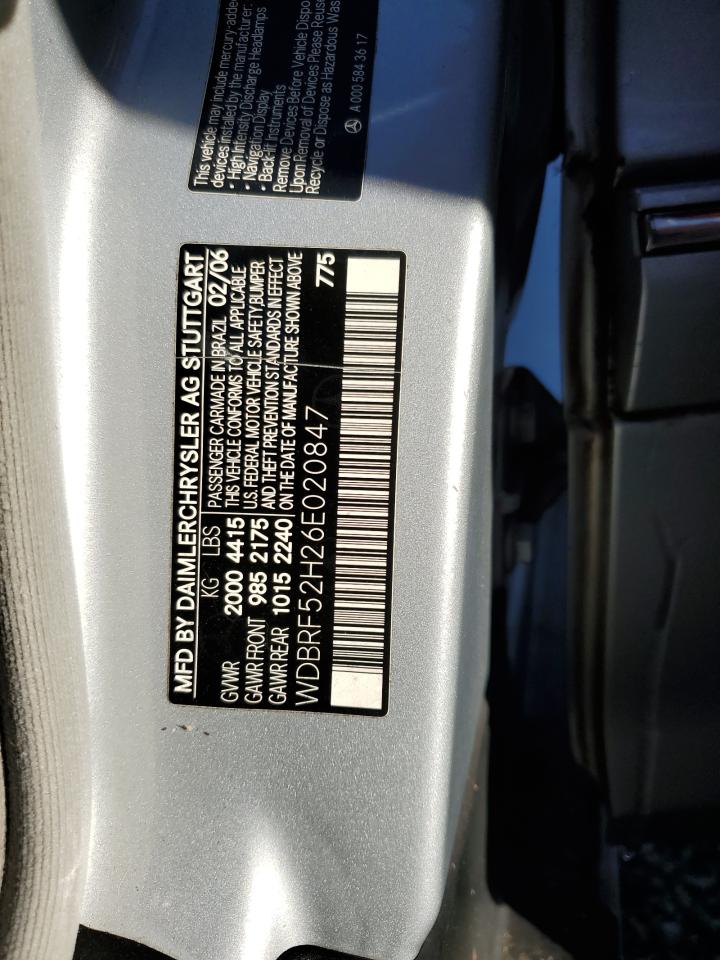 MFD BY DAIMLERCHRYSLER AG STUTTGART
KG LBS PASSENGER CAR MADE IN BRAZIL 02/06
GVWR 2000 4415 THIS VEHICLE CONFORMS TO ALL APPLICABLE
GAWR FRONT 985 2175 U.S. FEDERAL MOTOR VEHICLE SAFETY, BUMPER
GAWR REAR 1015 2240 AND THEFT PREVENTION STANDARDS IN EFFECT
ON THE DATE OF MANUFACTURE SHOWN ABOVE
WDBRF52H26E020847 775
This vehicle may include mercury-added
devices installed by the manufacturer:
• High Intensity Discharge Headlamps
• Navigation Display
• Back-lit Instruments
Remove Devices Before Vehicle Dispo
Upon Removal of Devices Please Reuse
Recycle or Dispose as Hazardous Was
A 000 584 36 17